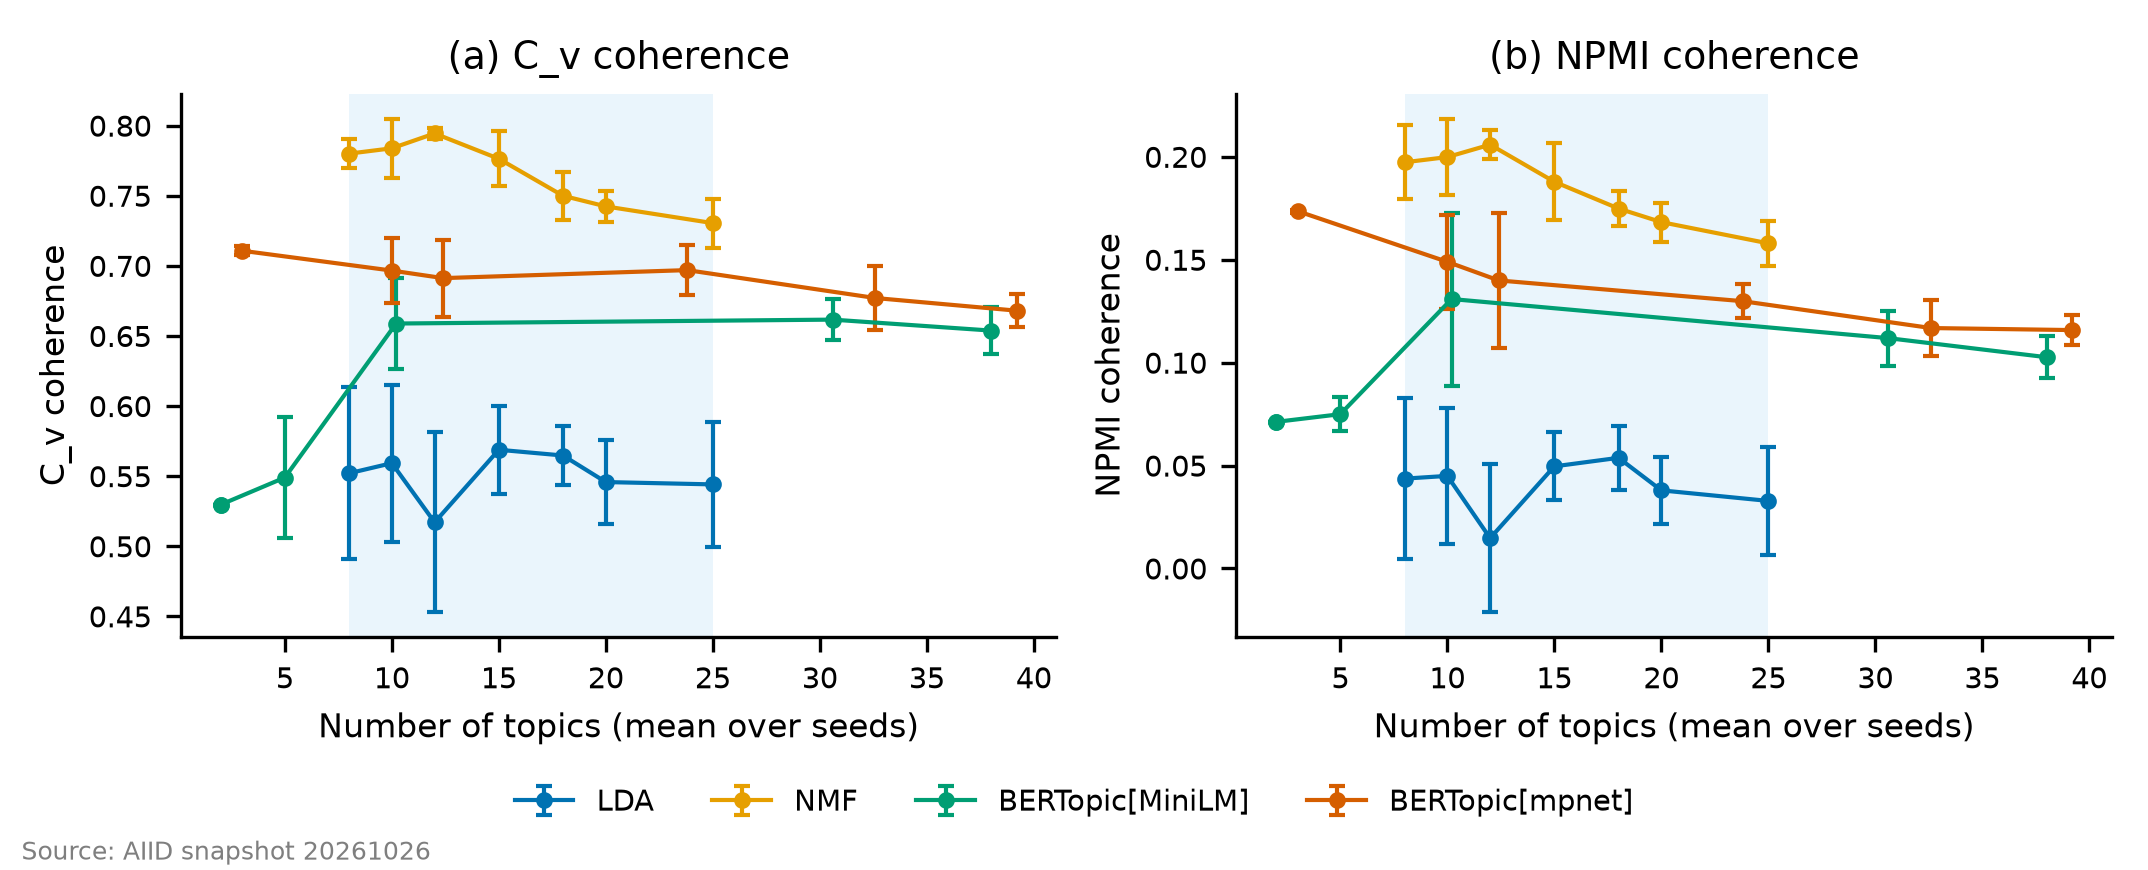 (a) C_v coherence
C_v coherence
0.80
0.75
0.70
0.65
0.60
0.55
0.50
0.45
5 10 15 20 25 30 35 40
Number of topics (mean over seeds)
(b) NPMI coherence
NPMI coherence
0.20
0.15
0.10
0.05
0.00
5 10 15 20 25 30 35 40
Number of topics (mean over seeds)
LDA NMF BERTopic[MiniLM] BERTopic[mpnet]
Source: AIID snapshot 20261026